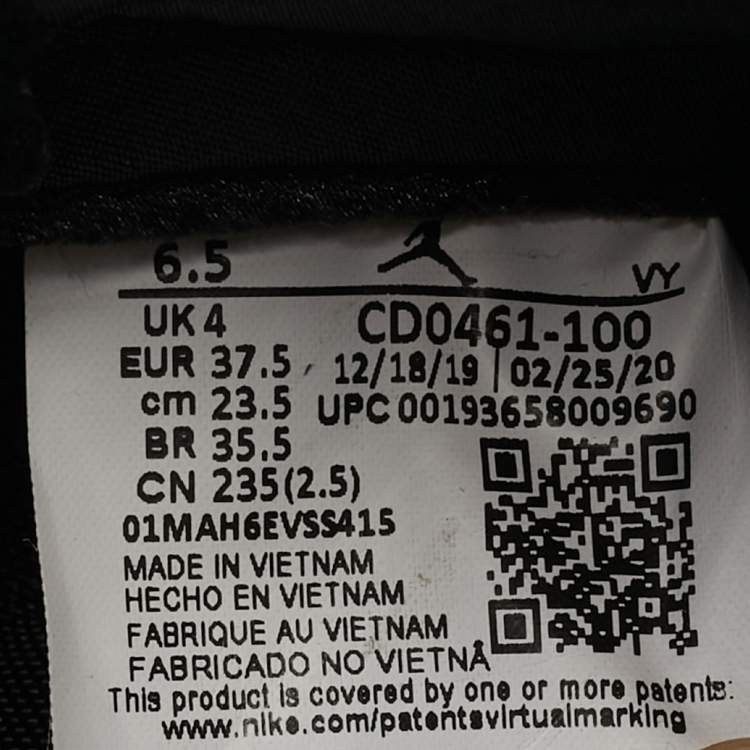 6.5 VY
UK 4 CD0461-100
EUR 37.5 12/18/19 | 02/25/20
cm 23.5 UPC 00193658009690
BR 35.5
CN 235(2.5)
01MAH6EVSS415
MADE IN VIETNAM
HECHO EN VIETNAM
FABRIQUE AU VIETNAM
FABRICADO NO VIETNÃ
This product is covered by one or more patents:
www.nike.com/patentsvirtualmarking